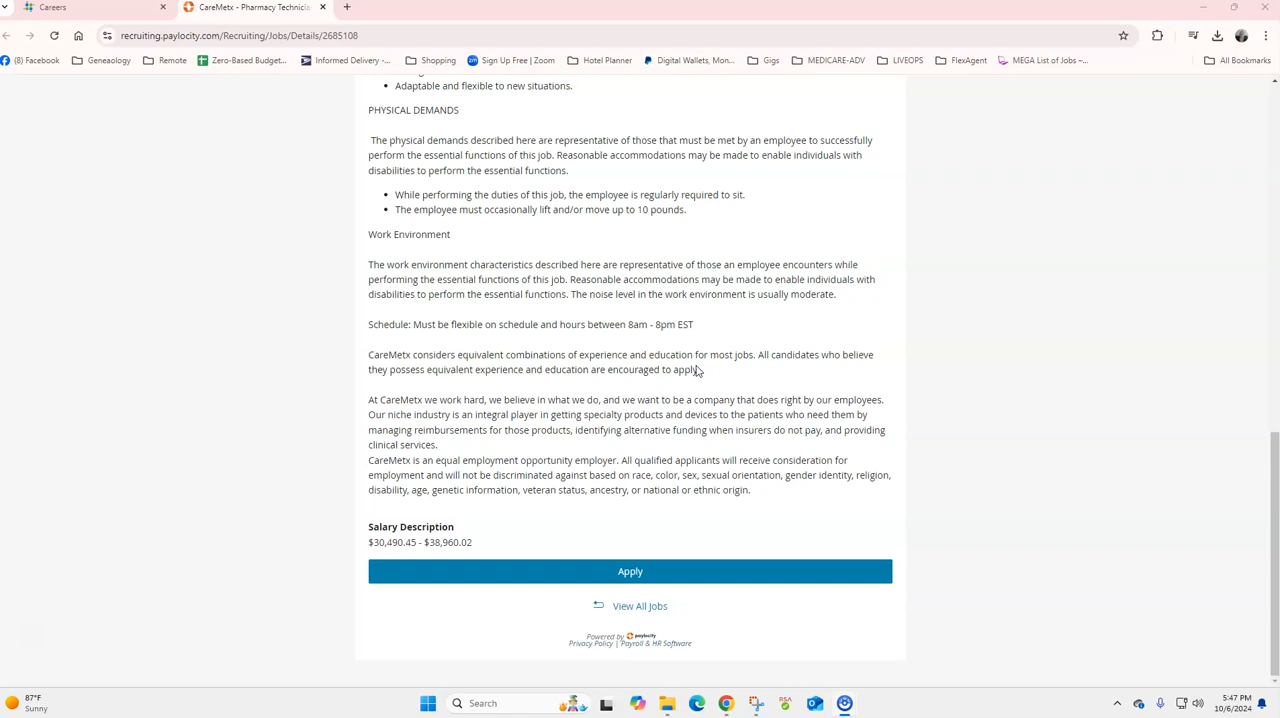 Careers
CareMetx - Pharmacy Technicia
recruiting.paylocity.com/Recruiting/Jobs/Details/2685108
(8) Facebook
Geneaology
Remote
Zero-Based Budget...
Informed Delivery -...
Shopping
Sign Up Free | Zoom
Hotel Planner
Digital Wallets, Mon...
Gigs
MEDICARE-ADV
LIVEOPS
FlexAgent
MEGA List of Jobs –...
All Bookmarks
• Adaptable and flexible to new situations.
PHYSICAL DEMANDS
The physical demands described here are representative of those that must be met by an employee to successfully
perform the essential functions of this job. Reasonable accommodations may be made to enable individuals with
disabilities to perform the essential functions.
• While performing the duties of this job, the employee is regularly required to sit.
• The employee must occasionally lift and/or move up to 10 pounds.
Work Environment
The work environment characteristics described here are representative of those an employee encounters while
performing the essential functions of this job. Reasonable accommodations may be made to enable individuals with
disabilities to perform the essential functions. The noise level in the work environment is usually moderate.
Schedule: Must be flexible on schedule and hours between 8am - 8pm EST
CareMetx considers equivalent combinations of experience and education for most jobs. All candidates who believe
they possess equivalent experience and education are encouraged to apply.
At CareMetx we work hard, we believe in what we do, and we want to be a company that does right by our employees.
Our niche industry is an integral player in getting specialty products and devices to the patients who need them by
managing reimbursements for those products, identifying alternative funding when insurers do not pay, and providing
clinical services.
CareMetx is an equal employment opportunity employer. All qualified applicants will receive consideration for
employment and will not be discriminated against based on race, color, sex, sexual orientation, gender identity, religion,
disability, age, genetic information, veteran status, ancestry, or national or ethnic origin.
Salary Description
$30,490.45 - $38,960.02
Apply
View All Jobs
Powered by paylocity
Privacy Policy | Payroll & HR Software
87°F
Sunny
Search
RSA
5:47 PM
10/6/2024